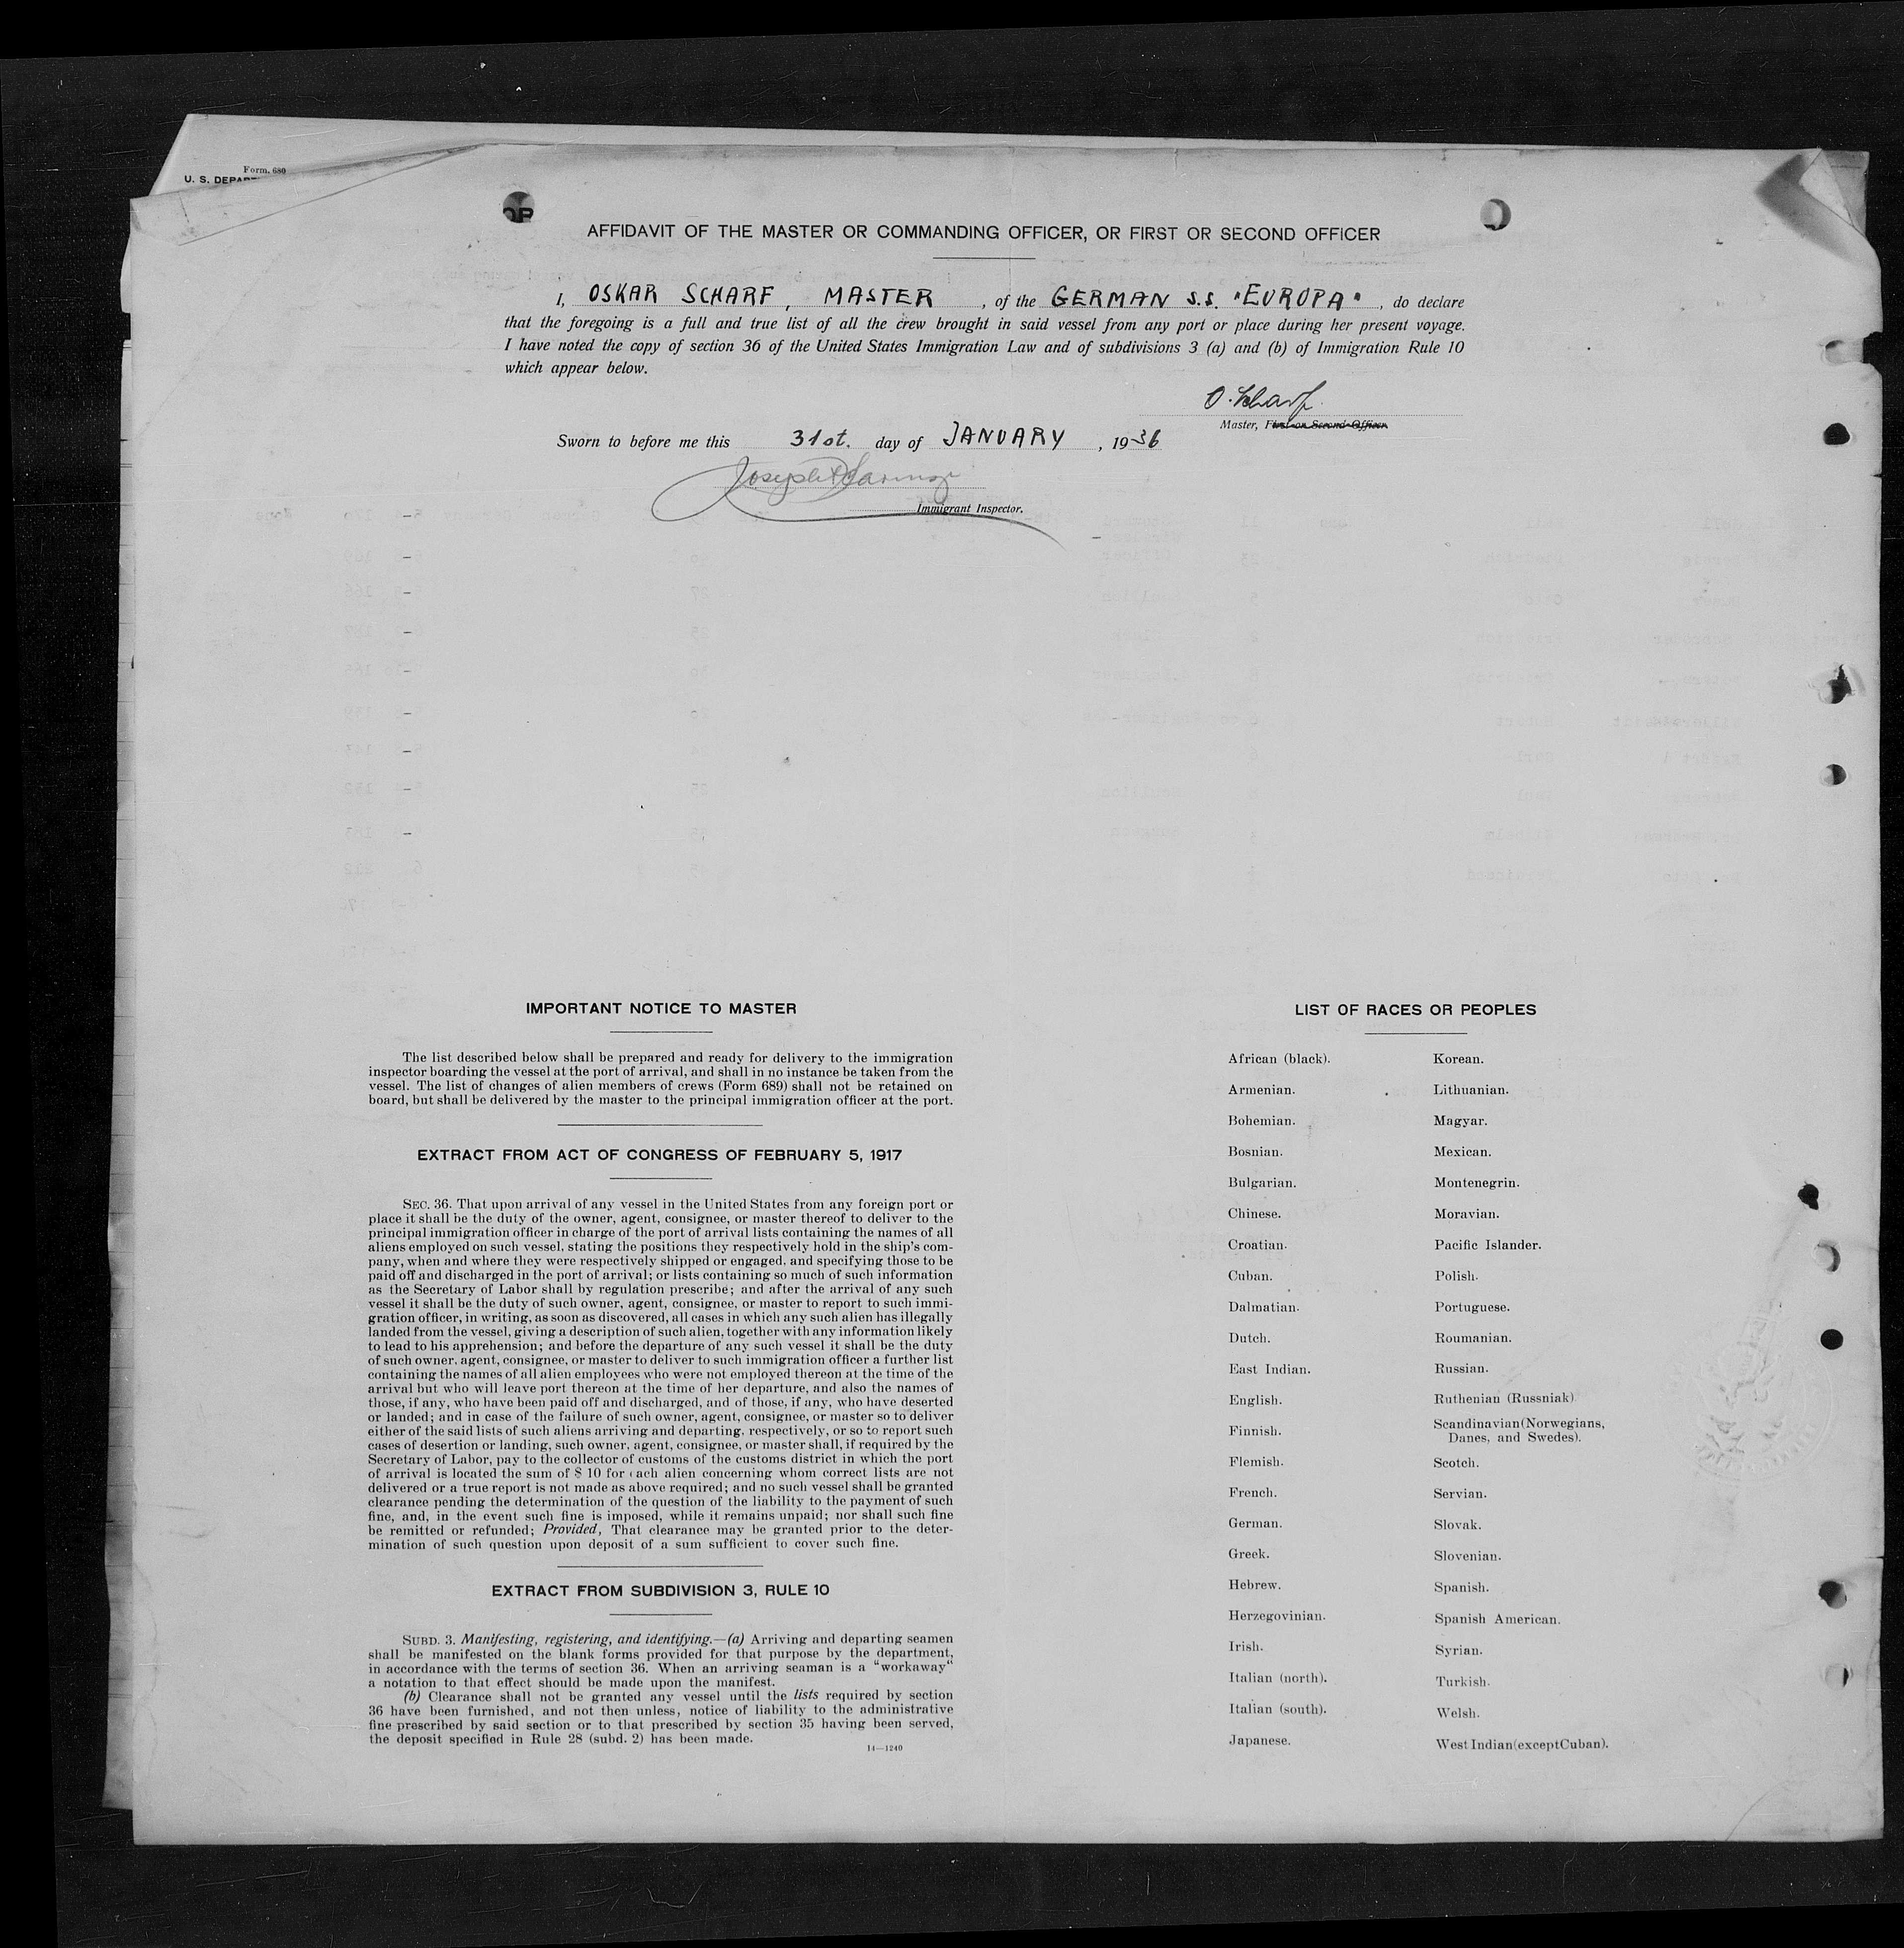 Form. 680
U. S. DEPA
OR
AFFIDAVIT OF THE MASTER OR COMMANDING OFFICER, OR FIRST OR SECOND OFFICER
I, OSKAR SCHARF, MASTER, of the GERMAN S.S. "EUROPA", do declare
that the foregoing is a full and true list of all the crew brought in said vessel from any port or place during her present voyage.
I have noted the copy of section 36 of the United States Immigration Law and of subdivisions 3 (a) and (b) of Immigration Rule 10
which appear below.
O. Scharf.
Master, First or Second Officer.
Sworn to before me this 31st. day of JANUARY, 1936
Joseph
Immigrant Inspector.
IMPORTANT NOTICE TO MASTER
The list described below shall be prepared and ready for delivery to the immigration
inspector boarding the vessel at the port of arrival, and shall in no instance be taken from the
vessel. The list of changes of alien members of crews (Form 689) shall not be retained on
board, but shall be delivered by the master to the principal immigration officer at the port.
EXTRACT FROM ACT OF CONGRESS OF FEBRUARY 5, 1917
SEC. 36. That upon arrival of any vessel in the United States from any foreign port or
place it shall be the duty of the owner, agent, consignee, or master thereof to deliver to the
principal immigration officer in charge of the port of arrival lists containing the names of all
aliens employed on such vessel, stating the positions they respectively hold in the ship's com-
pany, when and where they were respectively shipped or engaged, and specifying those to be
paid off and discharged in the port of arrival; or lists containing so much of such information
as the Secretary of Labor shall by regulation prescribe; and after the arrival of any such
vessel it shall be the duty of such owner, agent, consignee, or master to report to such immi-
gration officer, in writing, as soon as discovered, all cases in which any such alien has illegally
landed from the vessel, giving a description of such alien, together with any information likely
to lead to his apprehension; and before the departure of any such vessel it shall be the duty
of such owner, agent, consignee, or master to deliver to such immigration officer a further list
containing the names of all alien employees who were not employed thereon at the time of the
arrival but who will leave port thereon at the time of her departure, and also the names of
those, if any, who have been paid off and discharged, and of those, if any, who have deserted
or landed; and in case of the failure of such owner, agent, consignee, or master so to deliver
either of the said lists of such aliens arriving and departing, respectively, or so to report such
cases of desertion or landing, such owner, agent, consignee, or master shall, if required by the
Secretary of Labor, pay to the collector of customs of the customs district in which the port
of arrival is located the sum of $ 10 for each alien concerning whom correct lists are not
delivered or a true report is not made as above required; and no such vessel shall be granted
clearance pending the determination of the question of the liability to the payment of such
fine, and, in the event such fine is imposed, while it remains unpaid; nor shall such fine
be remitted or refunded; Provided, That clearance may be granted prior to the deter-
mination of such question upon deposit of a sum sufficient to cover such fine.
EXTRACT FROM SUBDIVISION 3, RULE 10
SUBD. 3. Manifesting, registering, and identifying.—(a) Arriving and departing seamen
shall be manifested on the blank forms provided for that purpose by the department,
in accordance with the terms of section 36. When an arriving seaman is a "workaway"
a notation to that effect should be made upon the manifest.
(b) Clearance shall not be granted any vessel until the lists required by section
36 have been furnished, and not then unless, notice of liability to the administrative
fine prescribed by said section or to that prescribed by section 35 having been served,
the deposit specified in Rule 28 (subd. 2) has been made.
14—1240
LIST OF RACES OR PEOPLES
African (black).
Armenian.
Bohemian.
Bosnian.
Bulgarian.
Chinese.
Croatian.
Cuban.
Dalmatian.
Dutch.
East Indian.
English.
Finnish.
Flemish.
French.
German.
Greek.
Hebrew.
Herzegovinian.
Irish.
Italian (north).
Italian (south).
Japanese.
Korean.
Lithuanian.
Magyar.
Mexican.
Montenegrin.
Moravian.
Pacific Islander.
Polish.
Portuguese.
Roumanian.
Russian.
Ruthenian (Russniak).
Scandinavian (Norwegians,
Danes, and Swedes).
Scotch.
Servian.
Slovak.
Slovenian.
Spanish.
Spanish American.
Syrian.
Turkish.
Welsh.
West Indian (except Cuban).